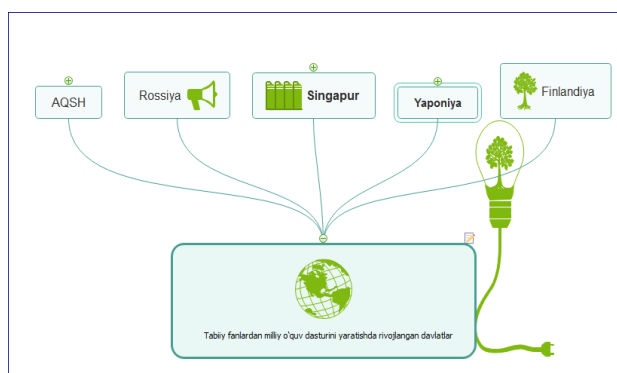 AQSH
Rossiya
Singapur
Yaponiya
Finlandiya
Tabiiy fanlardan milliy o'quv dasturini yaratishda rivojlangan davlatlar